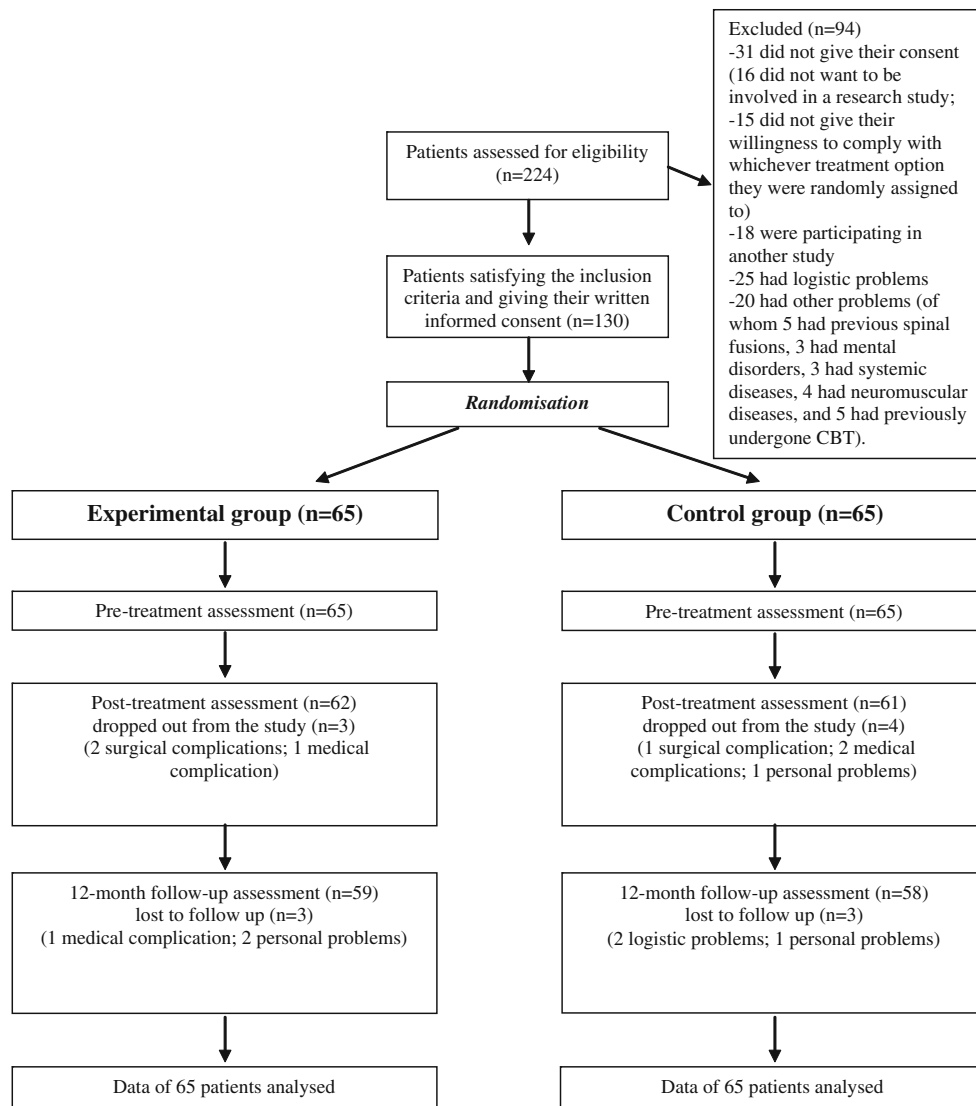 Excluded (n=94)
-31 did not give their consent
(16 did not want to be
involved in a research study;
-15 did not give their
willingness to comply with
whichever treatment option
they were randomly assigned
to)
-18 were participating in
another study
-25 had logistic problems
-20 had other problems (of
whom 5 had previous spinal
fusions, 3 had mental
disorders, 3 had systemic
diseases, 4 had neuromuscular
diseases, and 5 had previously
undergone CBT).
Patients assessed for eligibility
(n=224)
Patients satisfying the inclusion
criteria and giving their written
informed consent (n=130)
Randomisation
Experimental group (n=65)
Control group (n=65)
Pre-treatment assessment (n=65)
Pre-treatment assessment (n=65)
Post-treatment assessment (n=62)
dropped out from the study (n=3)
(2 surgical complications; 1 medical
complication)
Post-treatment assessment (n=61)
dropped out from the study (n=4)
(1 surgical complication; 2 medical
complications; 1 personal problems)
12-month follow-up assessment (n=59)
lost to follow up (n=3)
(1 medical complication; 2 personal problems)
12-month follow-up assessment (n=58)
lost to follow up (n=3)
(2 logistic problems; 1 personal problems)
Data of 65 patients analysed
Data of 65 patients analysed